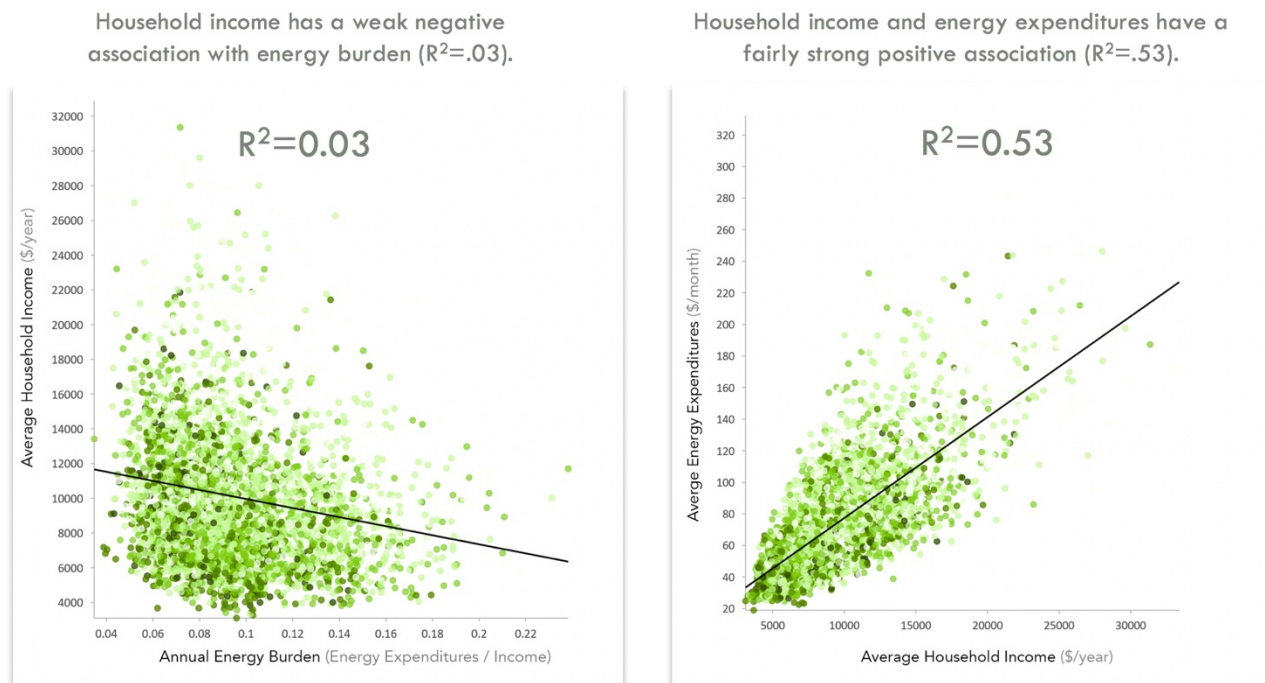 Household income has a weak negative
association with energy burden (R²=.03).
R²=0.03
32000
30000
28000
26000
24000
22000
20000
18000
16000
14000
12000
10000
8000
6000
4000
Average Household Income ($/year)
0.04 0.06 0.08 0.1 0.12 0.14 0.16 0.18 0.2 0.22
Annual Energy Burden (Energy Expenditures / Income)
Household income and energy expenditures have a
fairly strong positive association (R²=.53).
R²=0.53
320
300
280
260
240
220
200
180
160
140
120
100
80
60
40
20
Averge Energy Expenditures ($/month)
5000 10000 15000 20000 25000 30000
Average Household Income ($/year)